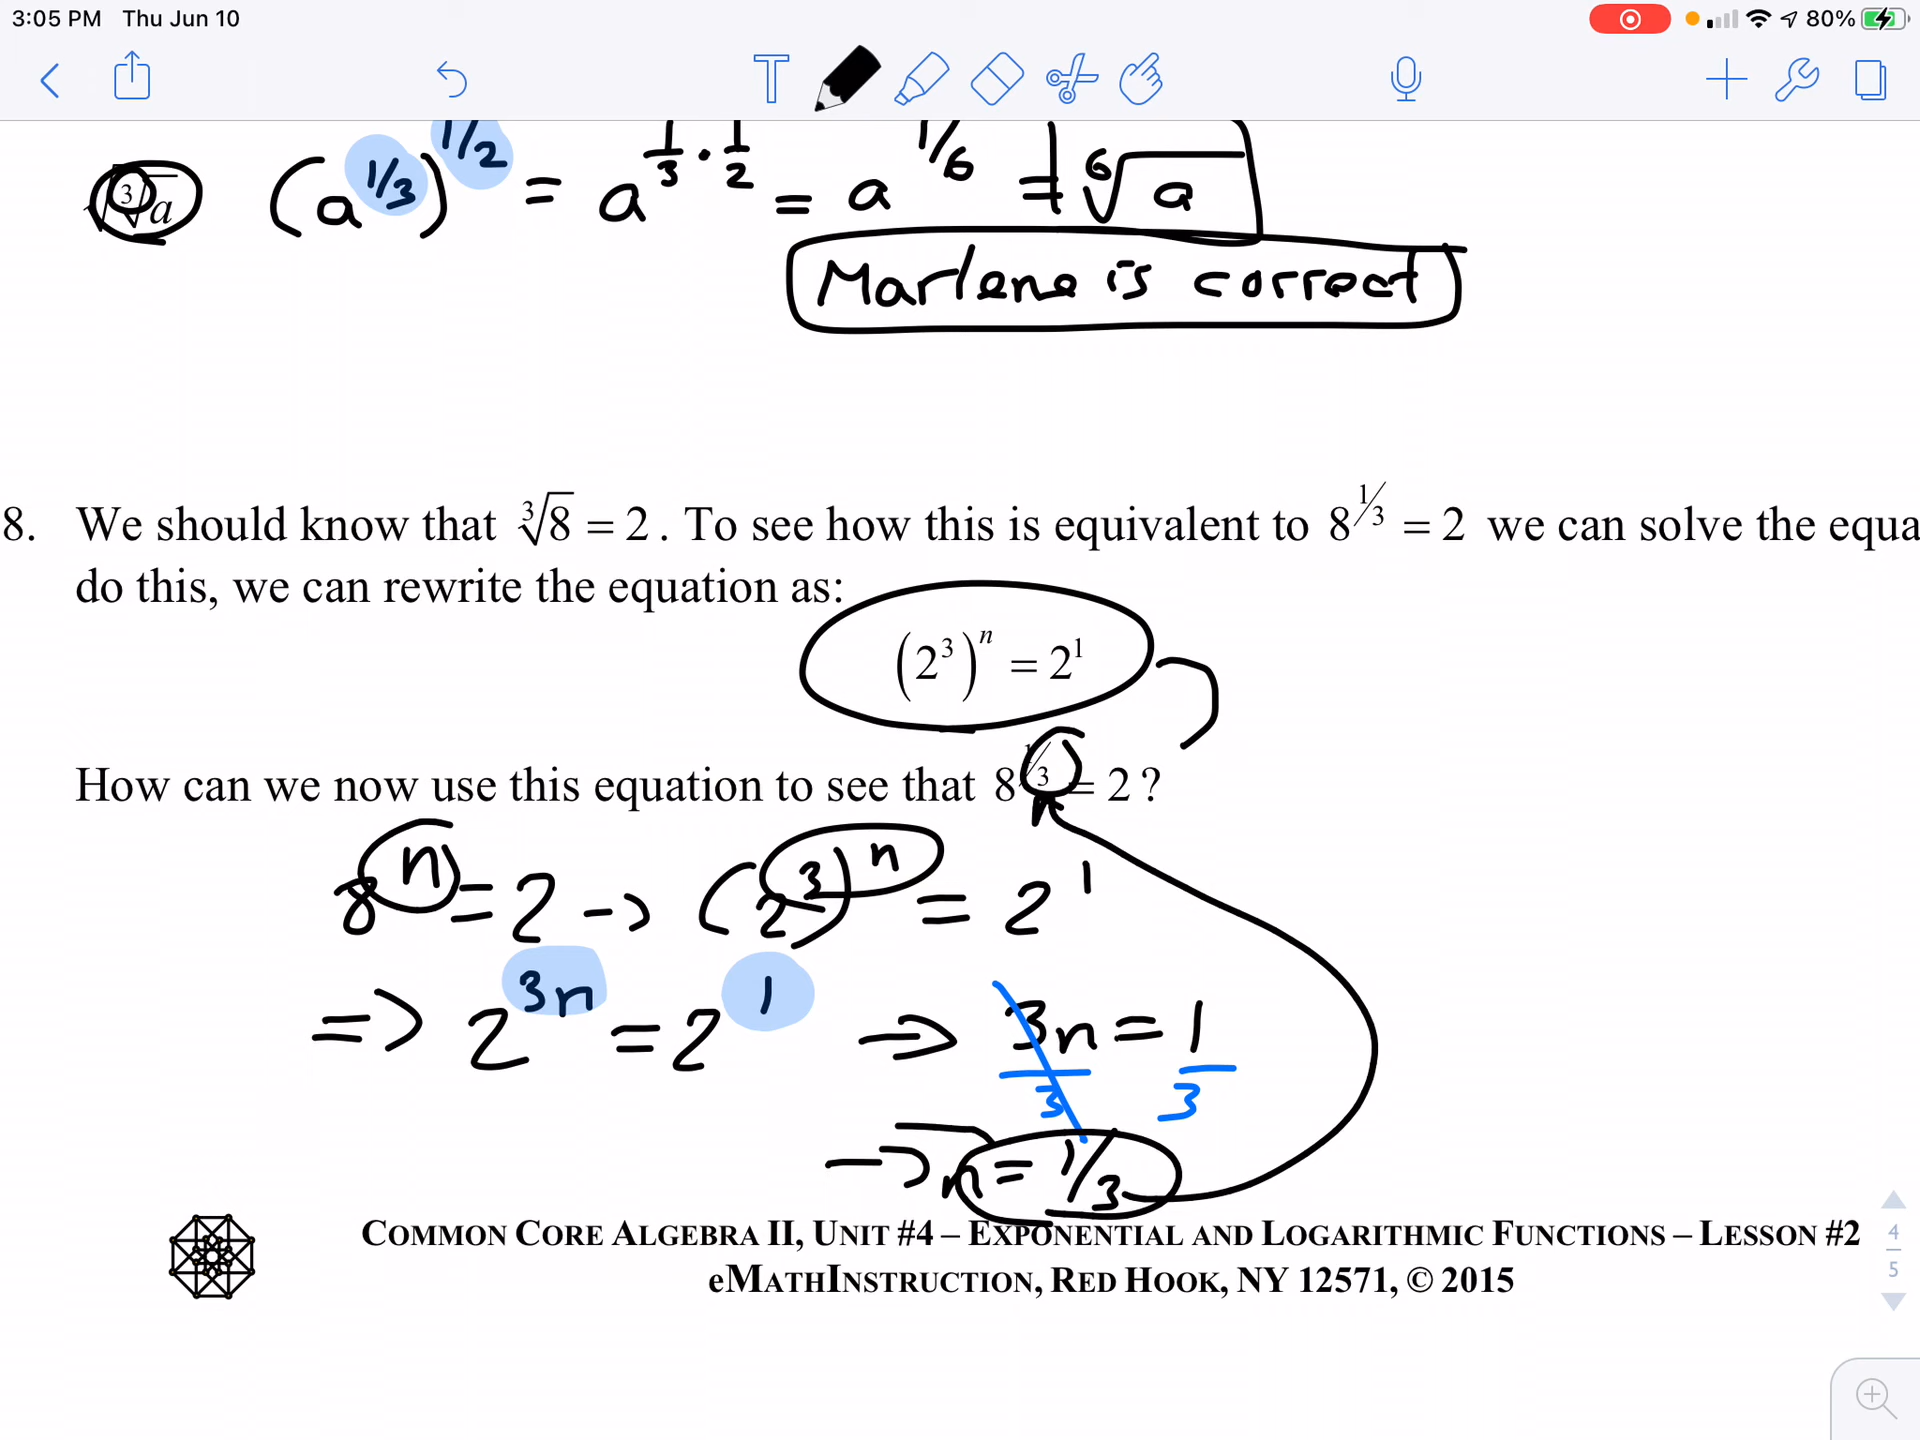 3:05 PM Thu Jun 10 80%
T
∛a (a^1/3)^1/2 = a^(1/3 · 1/2) = a^1/6 = ⁶√a
Marlene is correct
8. We should know that ∛8 = 2. To see how this is equivalent to 8^1/3 = 2 we can solve the equa
do this, we can rewrite the equation as:
(2³)ⁿ = 2¹
How can we now use this equation to see that 8^1/3 = 2?
n
8ⁿ = 2 → (2³)ⁿ = 2¹
⇒ 2³ⁿ = 2¹ ⇒ 3n = 1
3 3
→ n = 1/3
COMMON CORE ALGEBRA II, UNIT #4 – EXPONENTIAL AND LOGARITHMIC FUNCTIONS – LESSON #2
eMATHINSTRUCTION, RED HOOK, NY 12571, © 2015
4
5